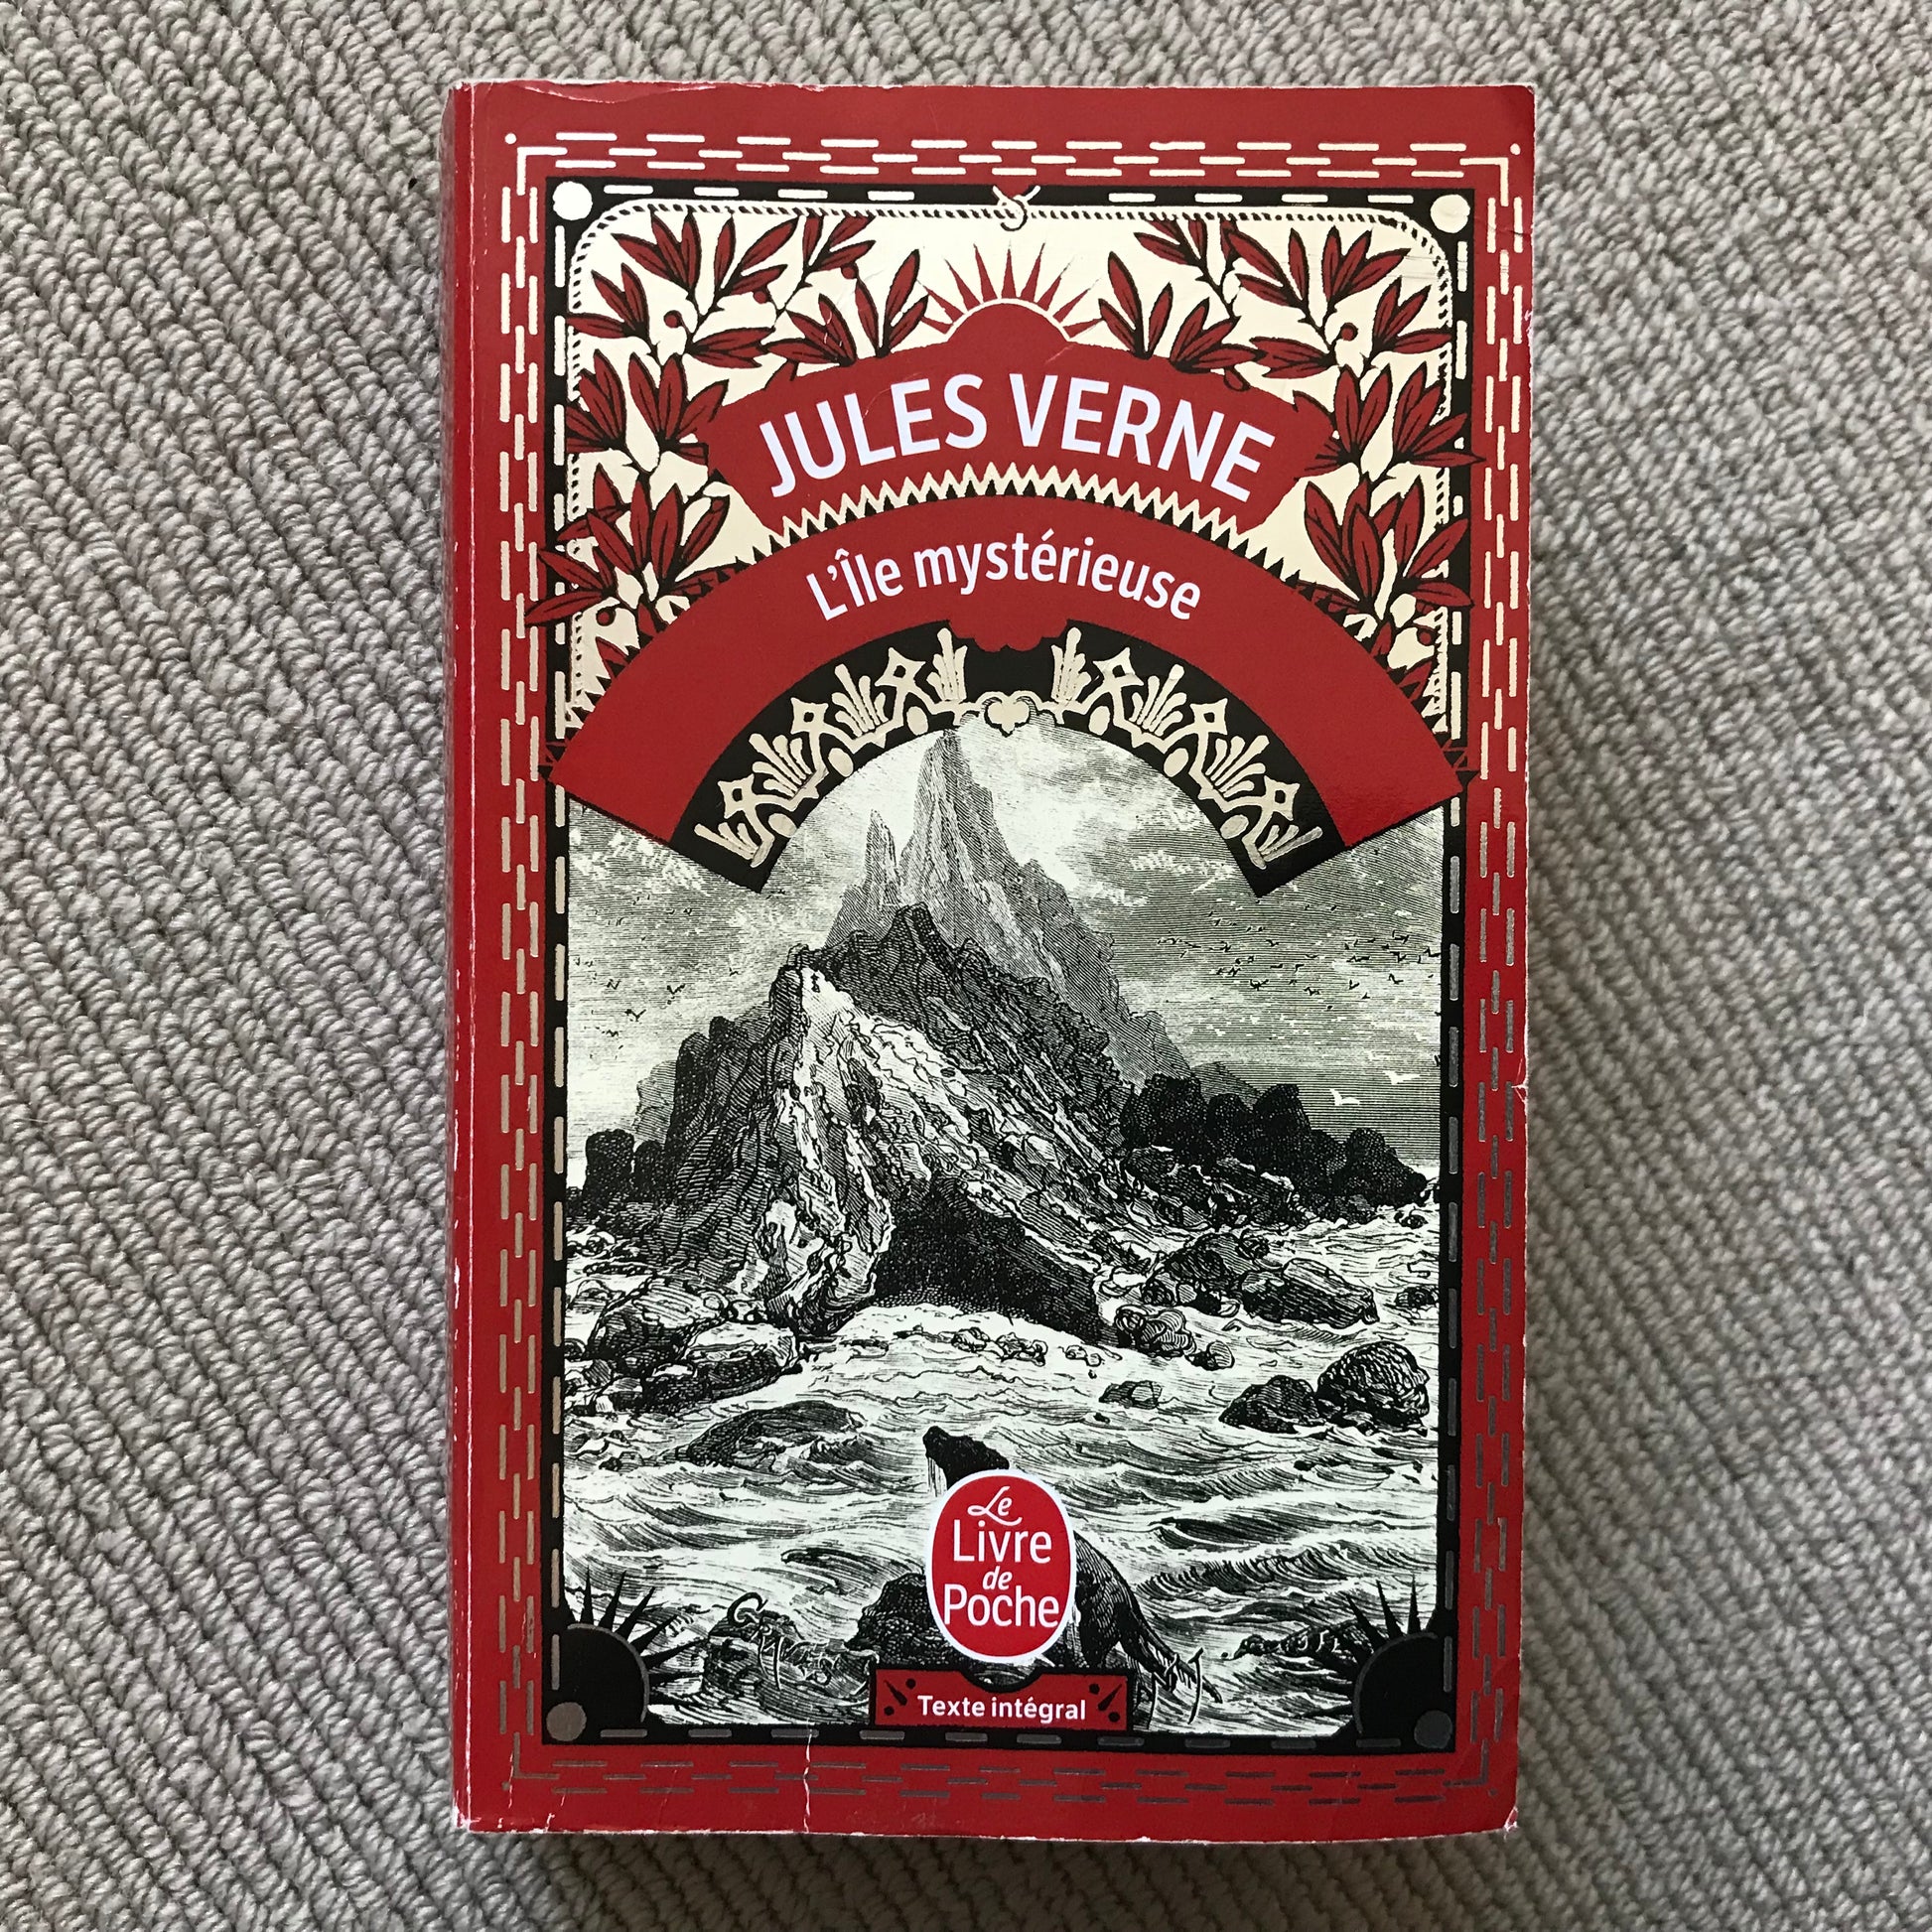 JULES VERNE
L'Île mystérieuse
Le
Livre
de
Poche
Texte intégral